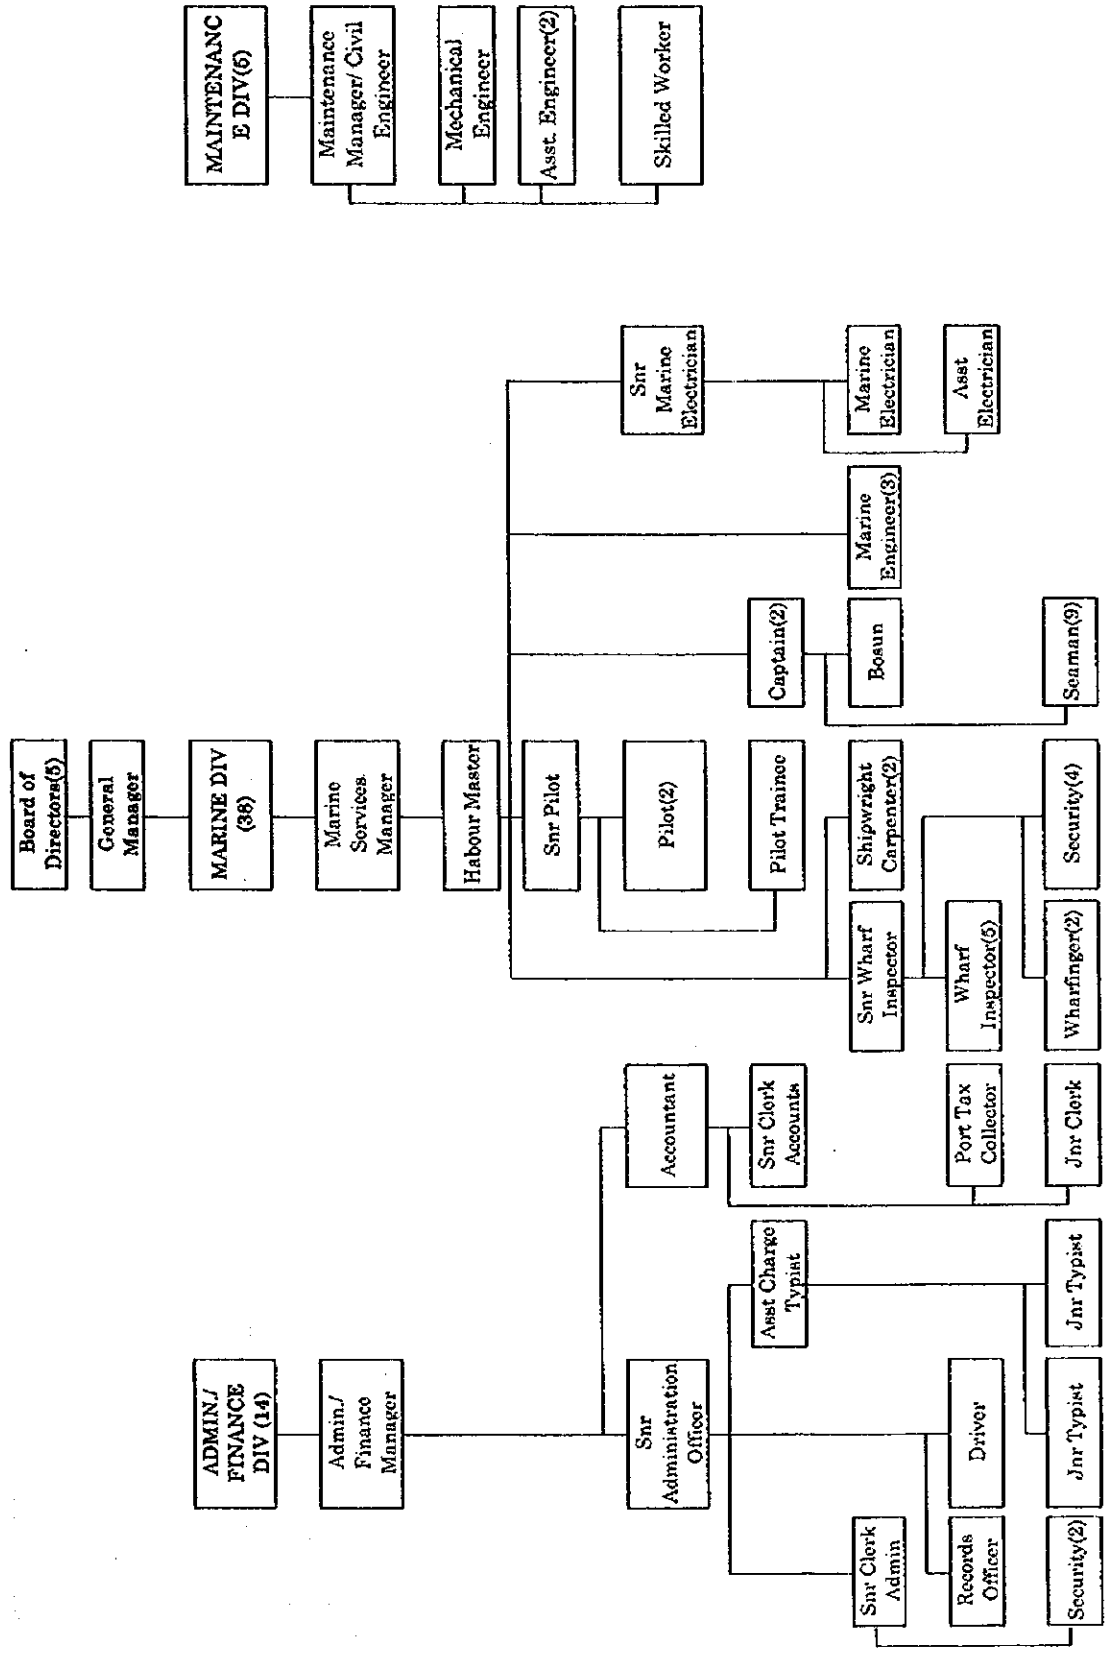 Board of
Directors(5)
General
Manager
ADMIN./
FINANCE
DIV (14)
MARINE DIV
(38)
MAINTENANC
E DIV(5)
Admin./
Finance
Manager
Marine
Services
Manager
Maintenance
Manager/ Civil
Engineer
Habour Master
Mechanical
Engineer
Snr Pilot
Asst. Engineer(2)
Snr
Administration
Officer
Accountant
Pilot(2)
Snr
Marine
Electrician
Skilled Worker
Asst Charge
Typist
Snr Clerk
Accounts
Pilot Trainee
Captain(2)
Snr Clerk
Admin
Snr Wharf
Inspector
Shipwright
Carpenter(2)
Bosun
Marine
Engineer(3)
Marine
Electrician
Records
Officer
Driver
Port Tax
Collector
Wharf
Inspector(5)
Asst
Electrician
Security(2)
Jnr Typist
Jnr Typist
Jnr Clerk
Wharfinger(2)
Security(4)
Seaman(9)